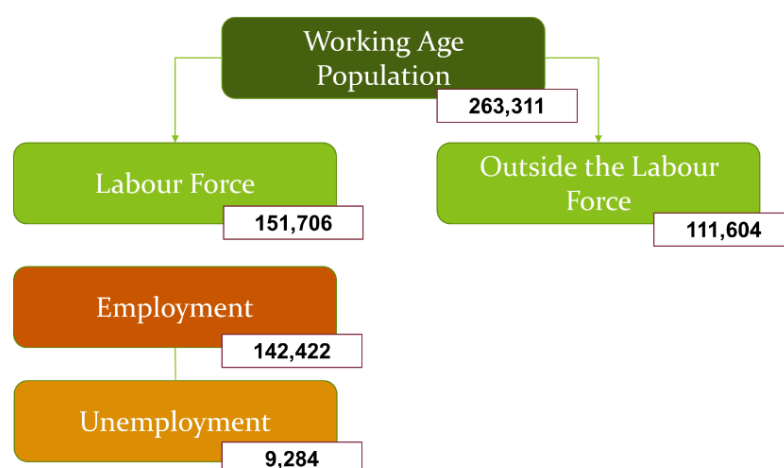 Working Age
Population
263,311
Labour Force
151,706
Outside the Labour
Force
111,604
Employment
142,422
Unemployment
9,284